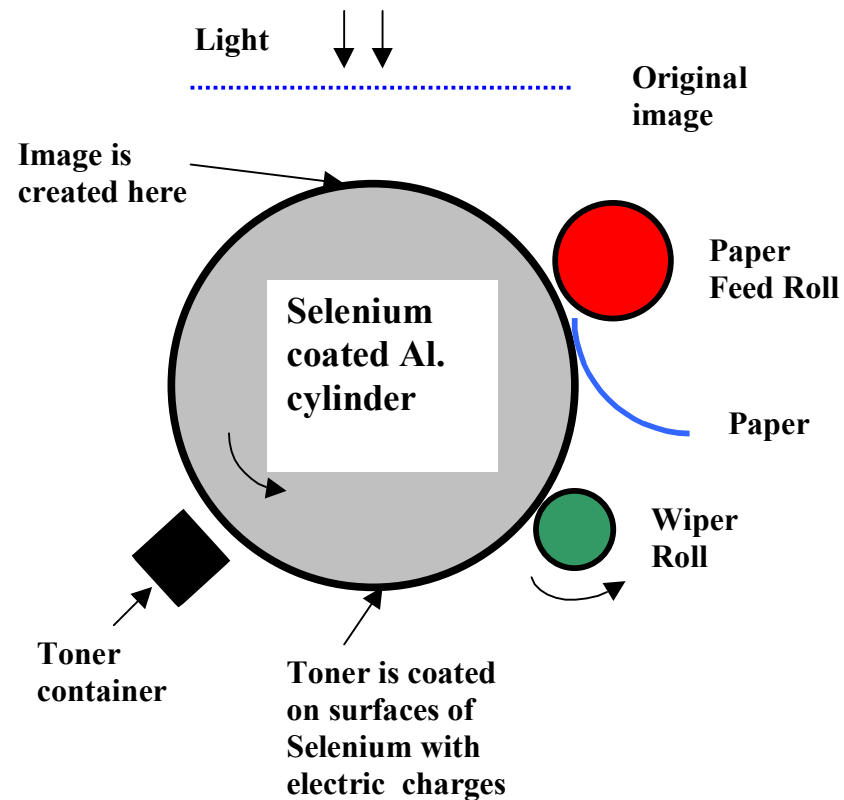 Light
Original
image
Image is
created here
Paper
Feed Roll
Selenium
coated Al.
cylinder
Paper
Wiper
Roll
Toner
container
Toner is coated
on surfaces of
Selenium with
electric charges